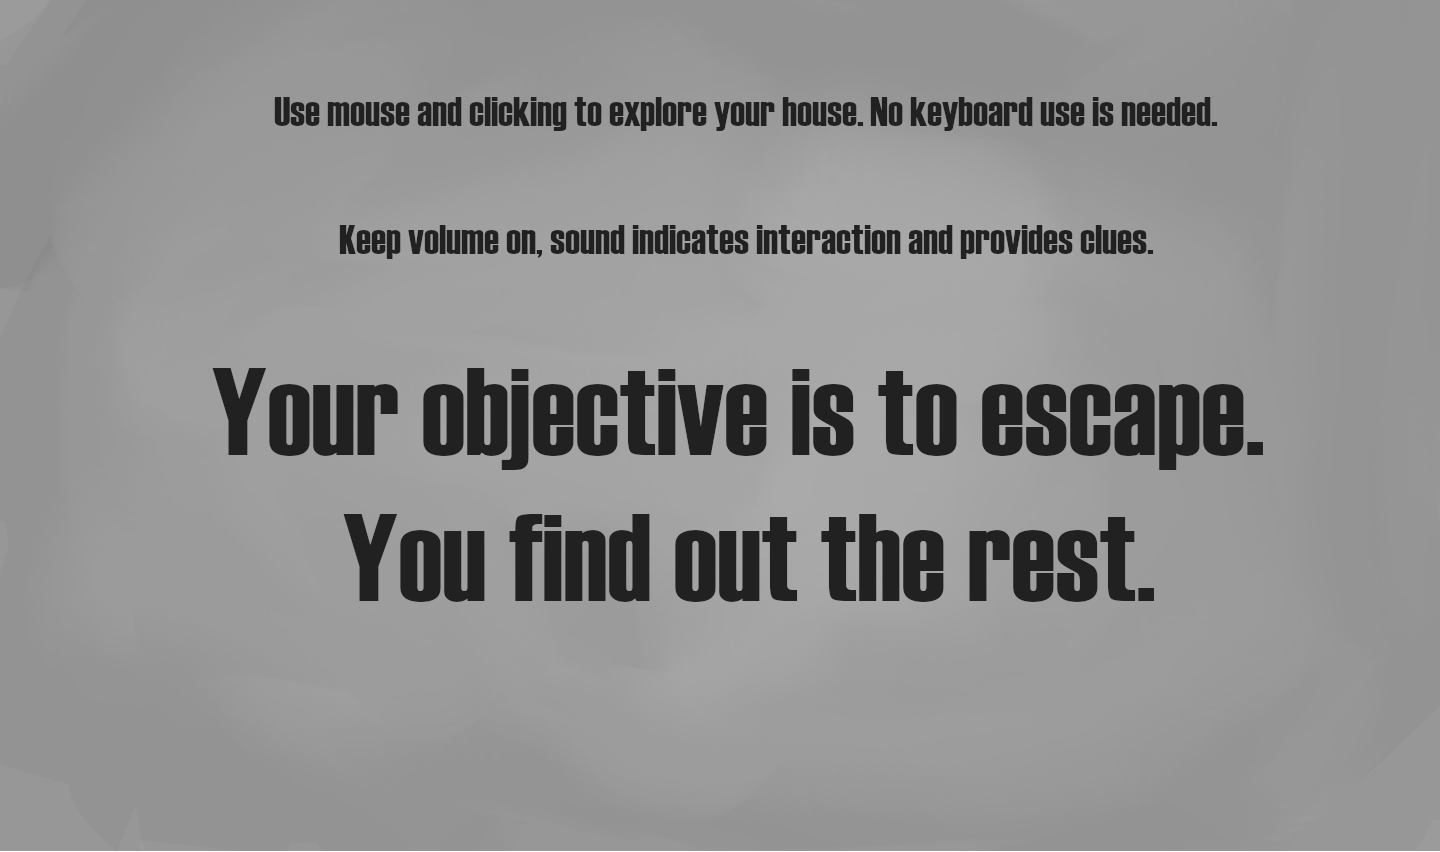 Use mouse and clicking to explore your house. No keyboard use is needed.
Keep volume on, sound indicates interaction and provides clues.
Your objective is to escape.
You find out the rest.